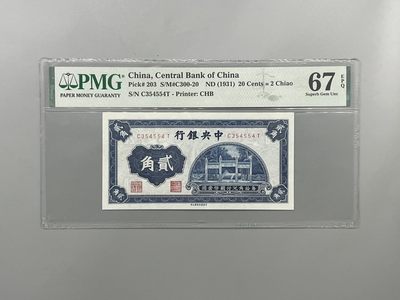 PMG
PAPER MONEY GUARANTY
China, Central Bank of China
Pick# 203 S/M#C300-20 ND (1931) 20 Cents = 2 Chiao
S/N C354554T - Printer: CHB
67 EPQ
Superb Gem Unc
行銀央中
C354554T C354554T
角貳